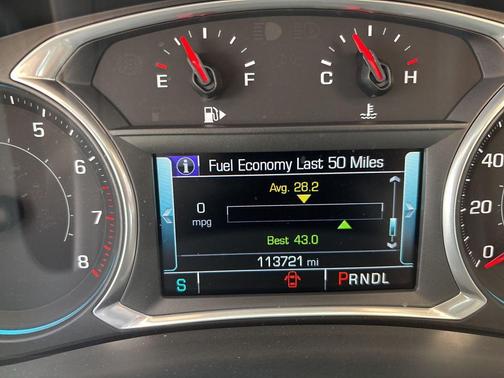 E F
C H
Fuel Economy Last 50 Miles
Avg. 28.2
0
mpg
Best 43.0
113721 mi
S
PRNDL
5
6
7
8
40
20
0